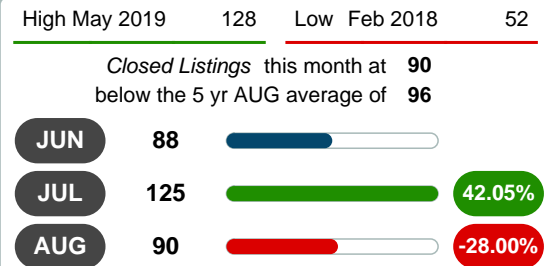 High May 2019 128 Low Feb 2018 52
Closed Listings this month at 90
below the 5 yr AUG average of 96
JUN 88
JUL 125 42.05%
AUG 90 -28.00%